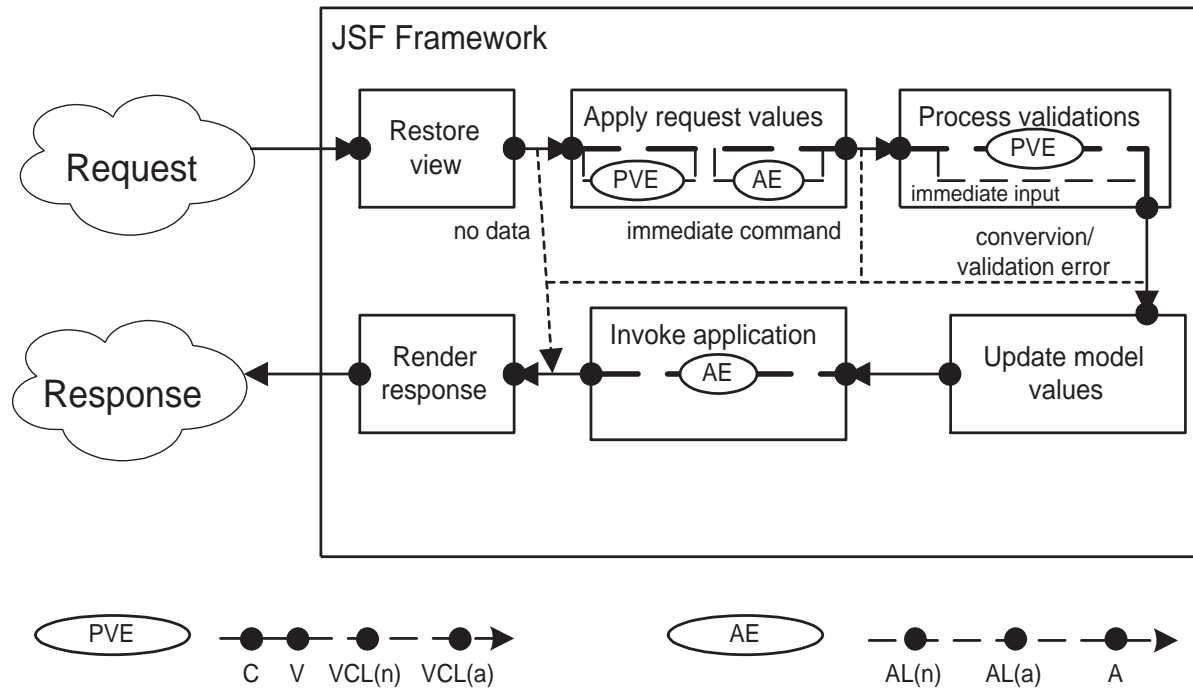 JSF Framework
Request
Restore
view
Apply request values
PVE
AE
Process validations
PVE
immediate input
no data
immediate command
convervion/
validation error
Response
Render
response
Invoke application
AE
Update model
values
PVE
C V VCL(n) VCL(a)
AE
AL(n) AL(a) A